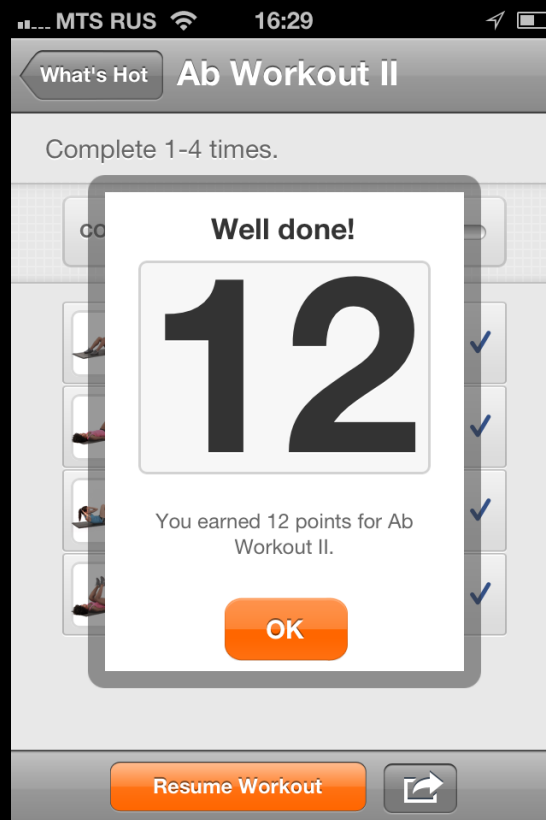 MTS RUS 16:29
What's Hot Ab Workout II
Complete 1-4 times.
Well done!
12
You earned 12 points for Ab
Workout II.
OK
Resume Workout